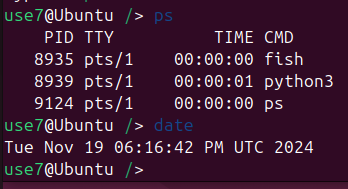 use7@Ubuntu /> ps
    PID TTY          TIME CMD
   8935 pts/1    00:00:00 fish
   8939 pts/1    00:00:01 python3
   9124 pts/1    00:00:00 ps
use7@Ubuntu /> date
Tue Nov 19 06:16:42 PM UTC 2024
use7@Ubuntu />